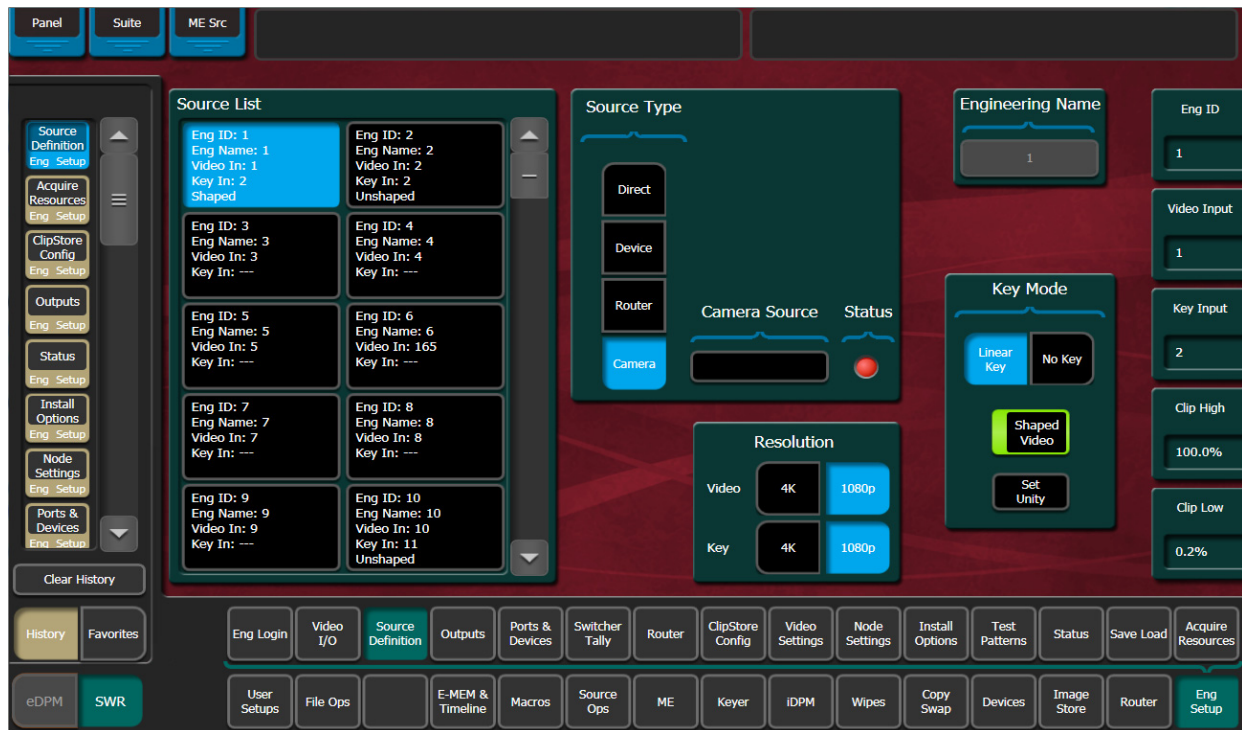 Panel
Suite
ME Src
Source
Definition
Eng Setup
Acquire
Resources
Eng Setup
ClipStore
Config
Eng Setup
Outputs
Eng Setup
Status
Eng Setup
Install
Options
Eng Setup
Node
Settings
Eng Setup
Ports &
Devices
Eng Setup
Clear History
History
Favorites
eDPM
SWR
Source List
Eng ID: 1
Eng Name: 1
Video In: 1
Key In: 2
Shaped
Eng ID: 2
Eng Name: 2
Video In: 2
Key In: 2
Unshaped
Eng ID: 3
Eng Name: 3
Video In: 3
Key In: ---
Eng ID: 4
Eng Name: 4
Video In: 4
Key In: ---
Eng ID: 5
Eng Name: 5
Video In: 5
Key In: ---
Eng ID: 6
Eng Name: 6
Video In: 165
Key In: ---
Eng ID: 7
Eng Name: 7
Video In: 7
Key In: ---
Eng ID: 8
Eng Name: 8
Video In: 8
Key In: ---
Eng ID: 9
Eng Name: 9
Video In: 9
Key In: ---
Eng ID: 10
Eng Name: 10
Video In: 10
Key In: 11
Unshaped
Source Type
Direct
Device
Router
Camera
Camera Source
Status
Resolution
Video
4K
1080p
Key
4K
1080p
Engineering Name
1
Key Mode
Linear
Key
No Key
Shaped
Video
Set
Unity
Eng ID
1
Video Input
1
Key Input
2
Clip High
100.0%
Clip Low
0.2%
Eng Login
Video
I/O
Source
Definition
Outputs
Ports &
Devices
Switcher
Tally
Router
ClipStore
Config
Video
Settings
Node
Settings
Install
Options
Test
Patterns
Status
Save Load
Acquire
Resources
User
Setups
File Ops
E-MEM &
Timeline
Macros
Source
Ops
ME
Keyer
iDPM
Wipes
Copy
Swap
Devices
Image
Store
Router
Eng
Setup